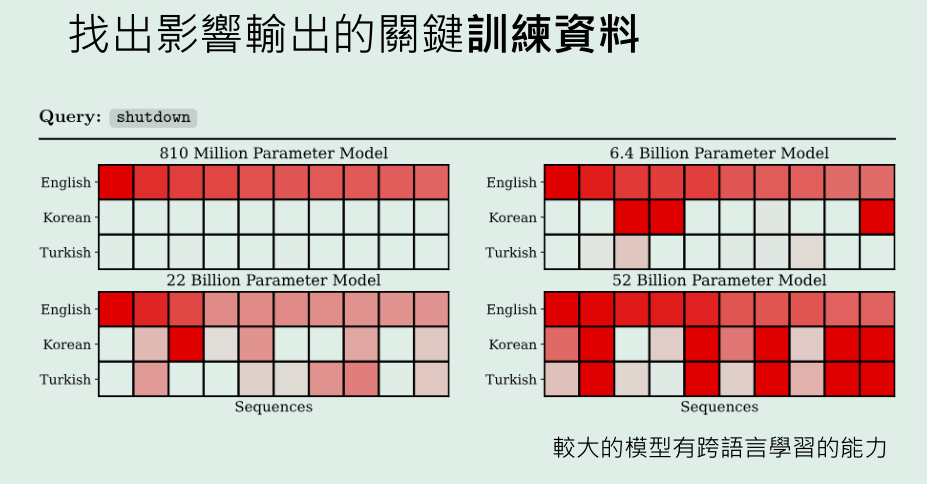 找出影響輸出的關鍵訓練資料
Query: shutdown
810 Million Parameter Model
English
Korean
Turkish
6.4 Billion Parameter Model
English
Korean
Turkish
22 Billion Parameter Model
English
Korean
Turkish
Sequences
52 Billion Parameter Model
English
Korean
Turkish
Sequences
較大的模型有跨語言學習的能力